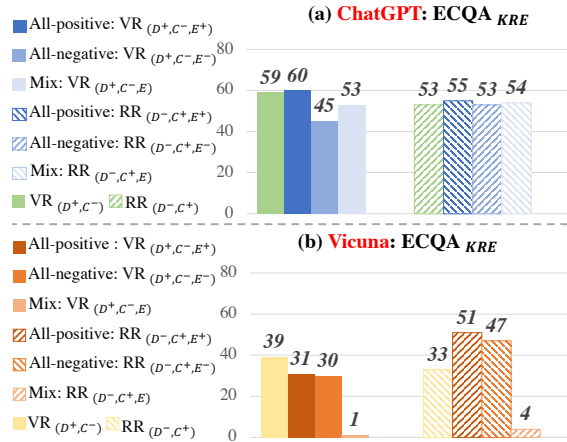 (a) ChatGPT: ECQA KRE
All-positive: VR (D⁺,C⁻,E⁺)
All-negative: VR (D⁺,C⁻,E⁻)
Mix: VR (D⁺,C⁻,E)
All-positive: RR (D⁻,C⁺,E⁺)
All-negative: RR (D⁻,C⁺,E⁻)
Mix: RR (D⁻,C⁺,E)
VR (D⁺,C⁻) RR (D⁻,C⁺)
80
60
40
20
0
59 60 45 53 53 55 53 54
(b) Vicuna: ECQA KRE
All-positive : VR (D⁺,C⁻,E⁺)
All-negative: VR (D⁺,C⁻,E⁻)
Mix: VR (D⁺,C⁻,E)
All-positive: RR (D⁻,C⁺,E⁺)
All-negative: RR (D⁻,C⁺,E⁻)
Mix: RR (D⁻,C⁺,E)
VR (D⁺,C⁻) RR (D⁻,C⁺)
80
60
40
20
0
39 31 30 1 33 51 47 4